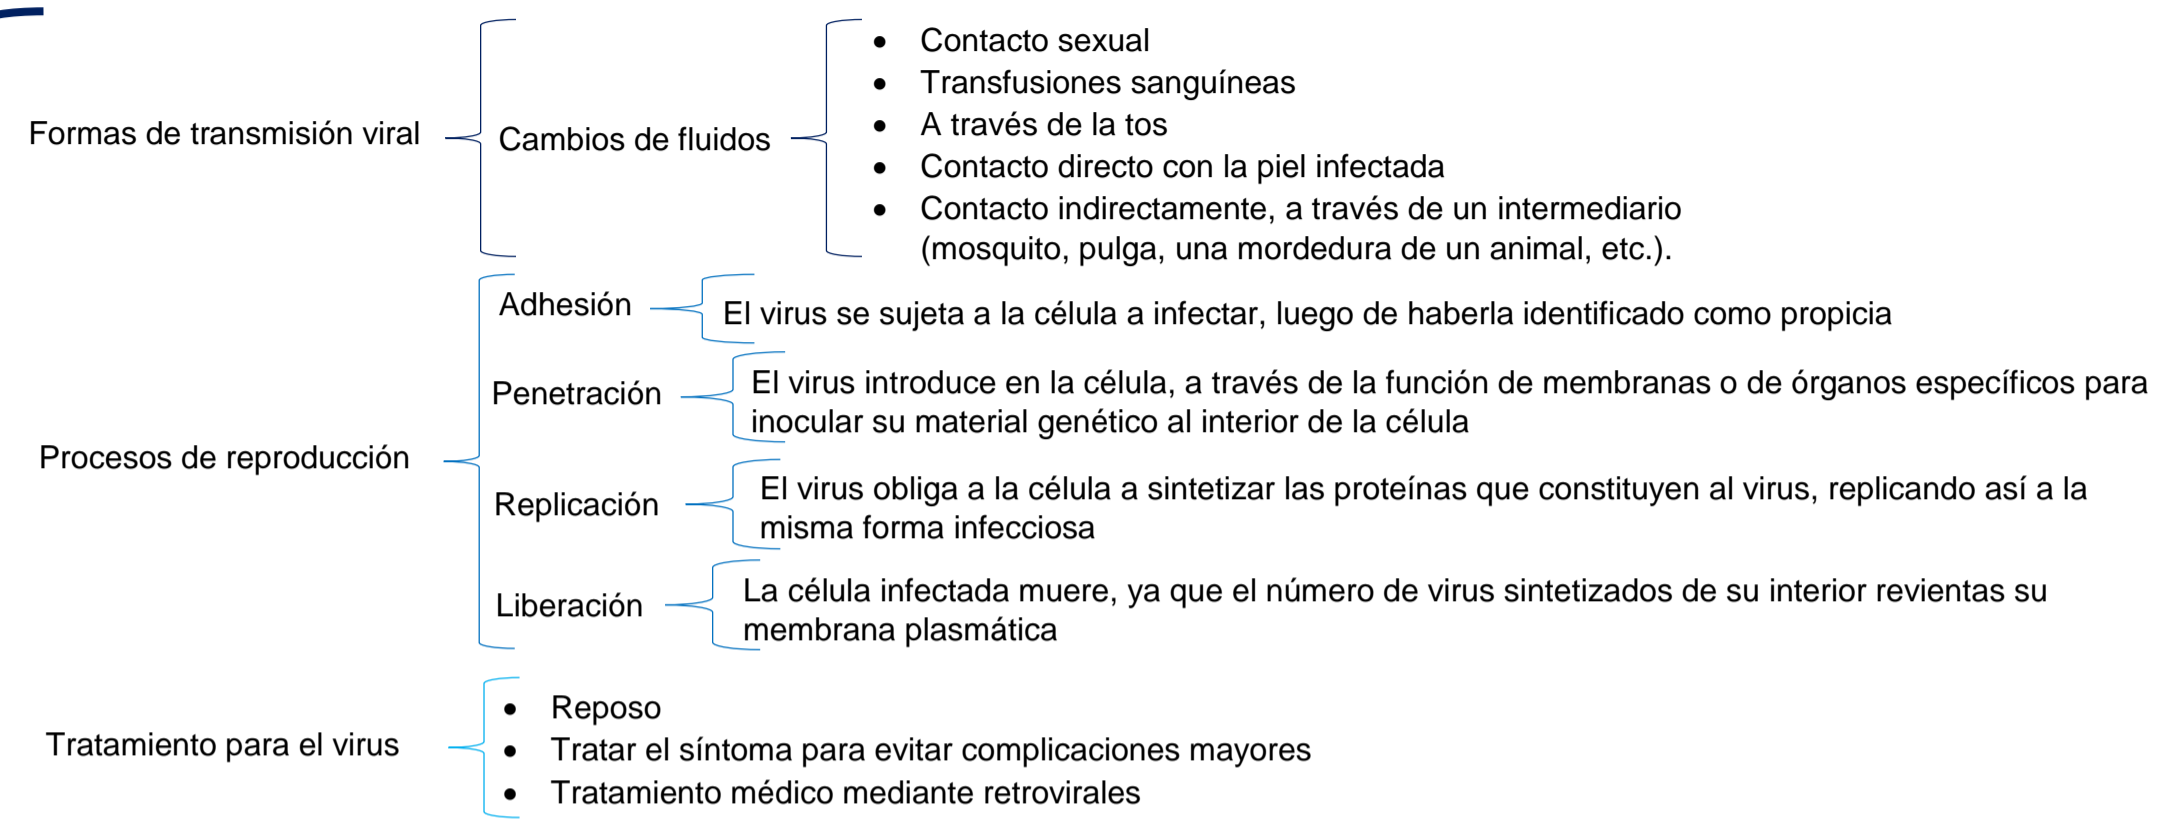 Formas de transmisión viral
Cambios de fluidos
• Contacto sexual
• Transfusiones sanguíneas
• A través de la tos
• Contacto directo con la piel infectada
• Contacto indirectamente, a través de un intermediario
(mosquito, pulga, una mordedura de un animal, etc.).
Procesos de reproducción
Adhesión
El virus se sujeta a la célula a infectar, luego de haberla identificado como propicia
Penetración
El virus introduce en la célula, a través de la función de membranas o de órganos específicos para
inocular su material genético al interior de la célula
Replicación
El virus obliga a la célula a sintetizar las proteínas que constituyen al virus, replicando así a la
misma forma infecciosa
Liberación
La célula infectada muere, ya que el número de virus sintetizados de su interior revientas su
membrana plasmática
Tratamiento para el virus
• Reposo
• Tratar el síntoma para evitar complicaciones mayores
• Tratamiento médico mediante retrovirales